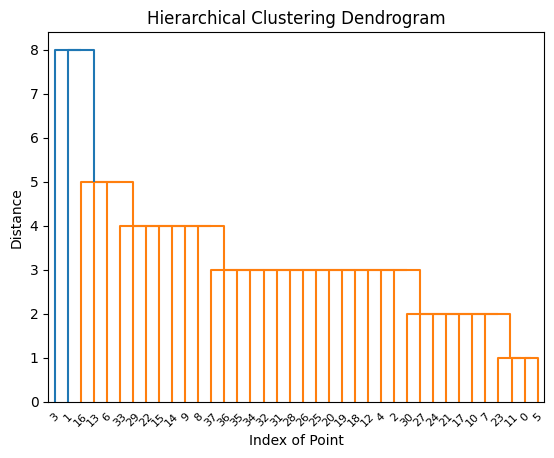 Hierarchical Clustering Dendrogram
8
7
6
5
4
3
2
1
0
Distance
3 1 16 13 6 33 29 22 15 14 9 8 37 36 35 34 32 31 28 26 25 20 19 18 12 4 2 30 27 24 21 17 10 7 23 11 0 5
Index of Point